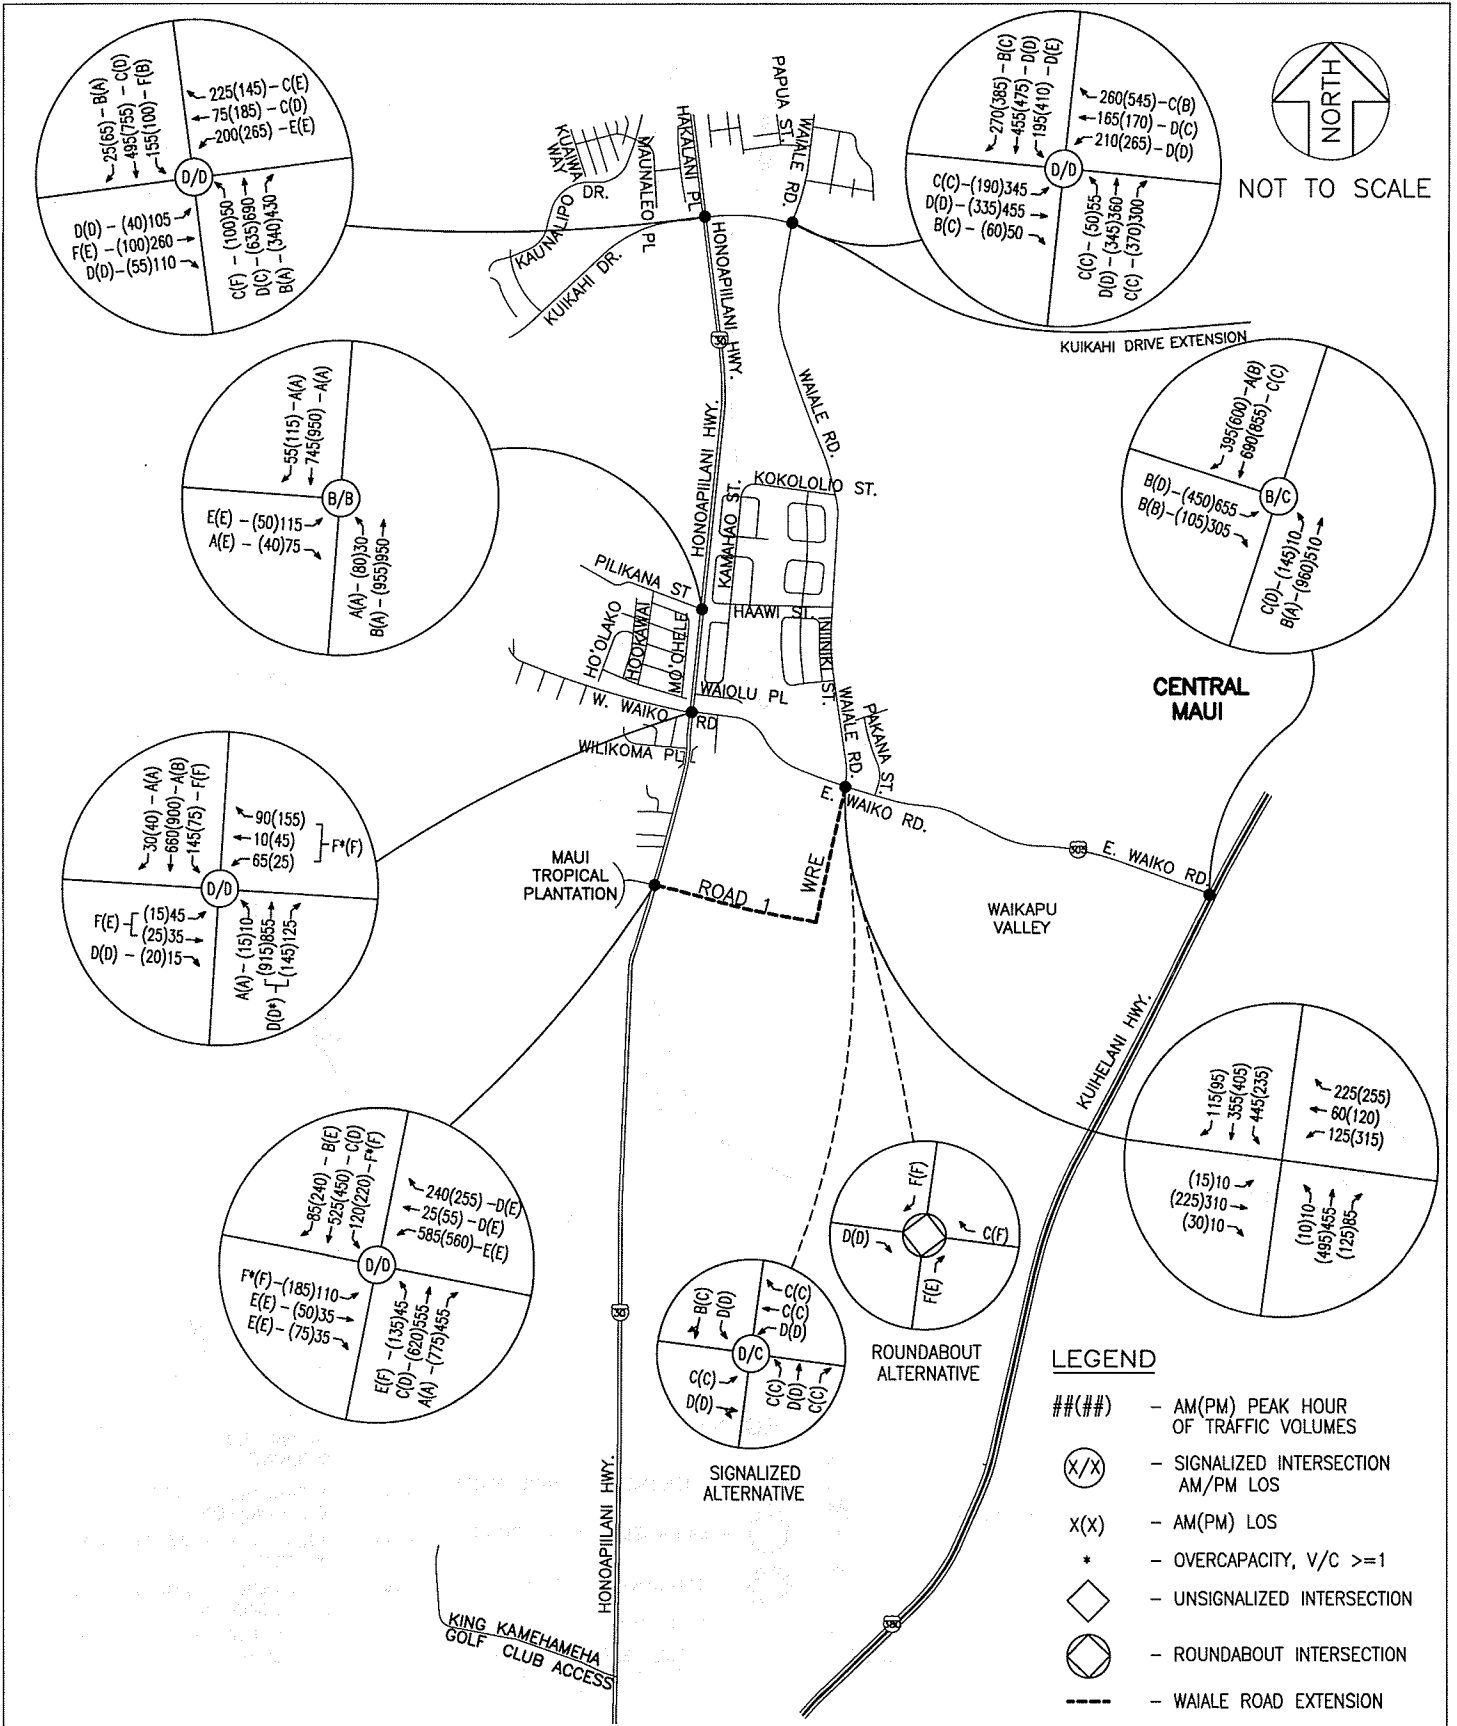 25(65) - B(A)
495(755) - C(D)
155(100) - F(B)
225(145) - C(E)
75(185) - C(D)
200(265) - E(E)
D/D
D(D) - (40)105
F(E) - (100)260
D(D) - (55)110
C(F) - (100)50
D(C) - (635)690
B(A) - (340)430
KUAIWA
WAY
DR.
KAUNALIPO
MAUNALEO
PL
KUIKAHI DR.
HAKALANI PL
PAPUA ST.
WAIALE RD.
270(385) - B(C)
455(475) - D(D)
195(410) - D(E)
260(545)-C(B)
165(170) - D(C)
210(265) - D(D)
D/D
C(C)-(190)345
D(D)-(335)455
B(C) - (60)50
C(C) - (50)55
D(D) - (345)360
C(C) - (370)300
NORTH
NOT TO SCALE
HONOAPIILANI HWY.
30
KUIKAHI DRIVE EXTENSION
55(115) - A(A)
745(950) - A(A)
B/B
E(E) - (50)115
A(E) - (40)75
A(A) - (80)30
B(A) - (955)950
HONOAPIILANI HWY.
WAIALE RD.
KOKOLOLIO ST.
KAMAHAO ST.
PILIKANA ST
HAAWI ST.
HO'OLAKO
HOOKAWAI
MO'OHELE
INIINIKI ST.
WAIOLU PL
W. WAIKO RD
WILIKOMA PL
WAIALE RD.
PAKANA ST.
E. WAIKO RD.
395(600) - A(B)
690(855) - C(C)
B/C
B(D)-(450)655
B(B)-(105)305
C(D)-(145)10
B(A)-(960)510
CENTRAL
MAUI
30(40) - A(A)
660(900) - A(B)
145(75) - F(F)
90(155)
10(45)
65(25)
F*(F)
D/D
F(E)
(15)45
(25)35
D(D) - (20)15
A(A) - (15)10
D(D*)
(915)855
(145)125
MAUI
TROPICAL
PLANTATION
ROAD 1
WRE
305
E. WAIKO RD.
WAIKAPU
VALLEY
KUIHELANI HWY.
85(240) - B(E)
525(450) - C(D)
120(220) - F*(F)
240(255) - D(E)
25(55) - D(E)
585(560) - E(E)
D/D
F*(F)-(185)110
E(E) - (50)35
E(E) - (75)35
E(F) - (135)45
C(D)-(620)555
A(A) - (775)455
30
115(95)
355(405)
445(235)
225(255)
60(120)
125(315)
(15)10
(225)310
(30)10
(10)10
(495)455
(125)85
F(F)
C(F)
D(D)
F(E)
ROUNDABOUT
ALTERNATIVE
B(C)
D(D)
C(C)
C(C)
D(D)
D/C
C(C)
D(D)
C(C)
D(D)
C(C)
SIGNALIZED
ALTERNATIVE
HONOAPIILANI HWY.
KING KAMEHAMEHA
GOLF CLUB ACCESS
380
LEGEND
##(##) - AM(PM) PEAK HOUR
OF TRAFFIC VOLUMES
X/X - SIGNALIZED INTERSECTION
AM/PM LOS
X(X) - AM(PM) LOS
* - OVERCAPACITY, V/C >=1
- UNSIGNALIZED INTERSECTION
- ROUNDABOUT INTERSECTION
- WAIALE ROAD EXTENSION